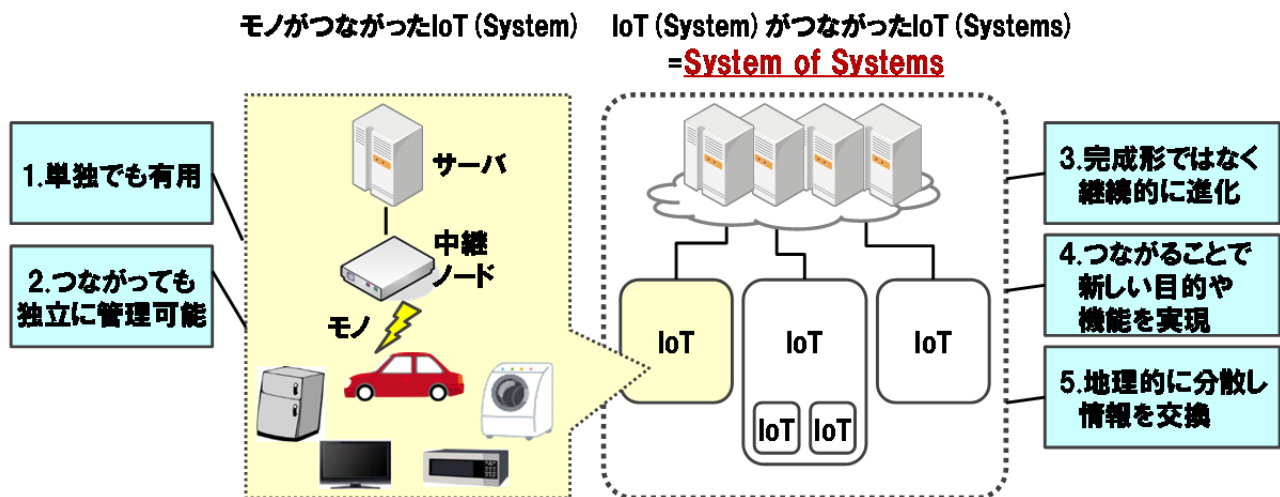 モノがつながったIoT (System)
IoT (System) がつながったIoT (Systems)
=System of Systems
1.単独でも有用
2.つながっても
独立に管理可能
サーバ
中継
ノード
モノ
IoT
IoT
IoT
IoT
IoT
3.完成形ではなく
継続的に進化
4.つながることで
新しい目的や
機能を実現
5.地理的に分散し
情報を交換